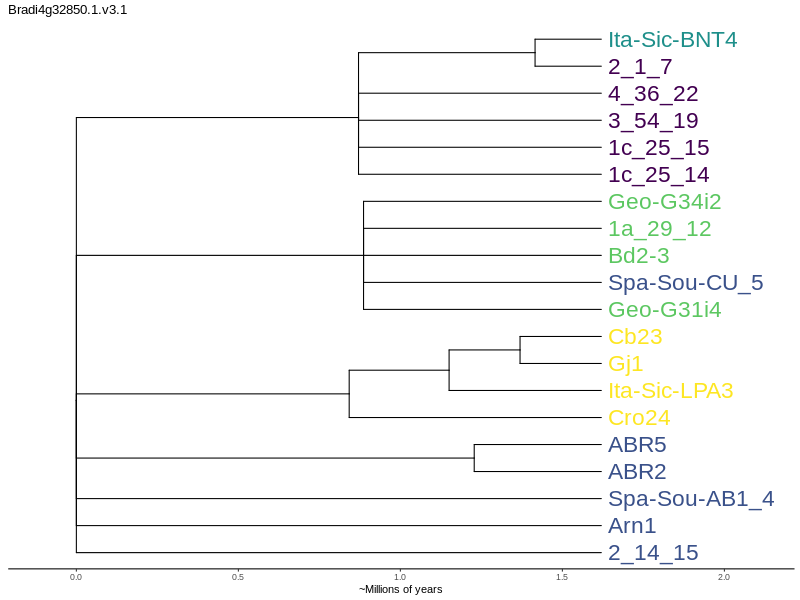 Bradi4g32850.1.v3.1
Ita-Sic-BNT4
2_1_7
4_36_22
3_54_19
1c_25_15
1c_25_14
Geo-G34i2
1a_29_12
Bd2-3
Spa-Sou-CU_5
Geo-G31i4
Cb23
Gj1
Ita-Sic-LPA3
Cro24
ABR5
ABR2
Spa-Sou-AB1_4
Arn1
2_14_15
0.0 0.5 1.0 1.5 2.0
~Millions of years